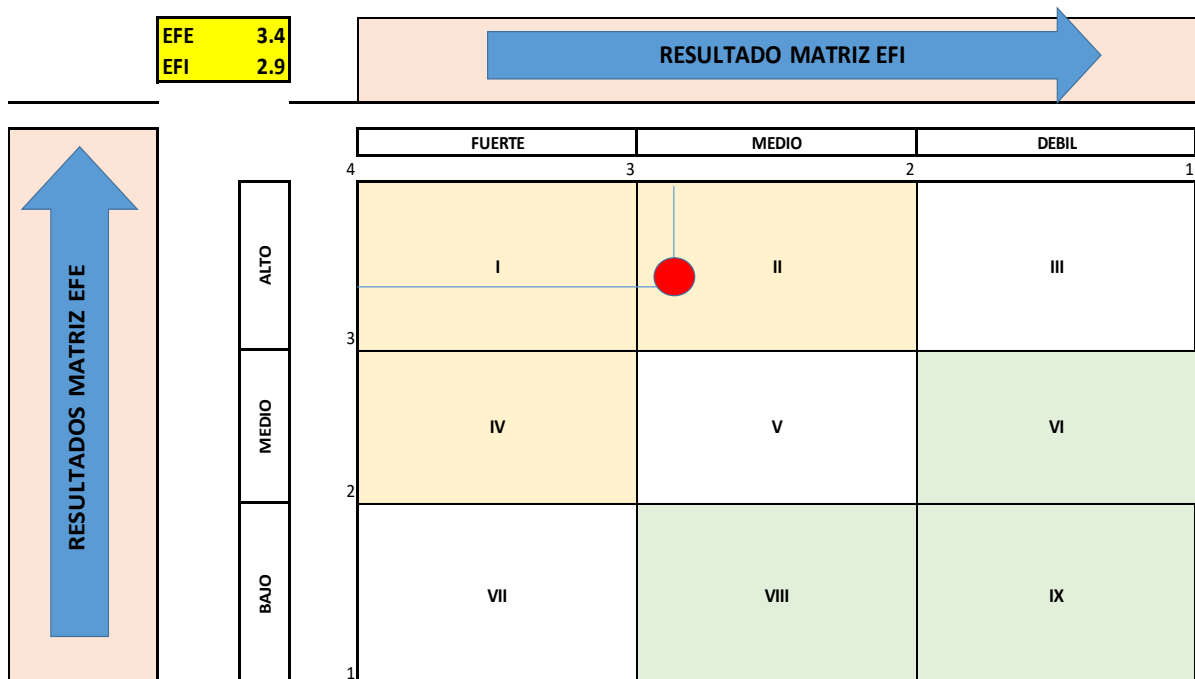 EFE 3.4
EFI 2.9
RESULTADO MATRIZ EFI
FUERTE MEDIO DEBIL
4 3 2 1
RESULTADOS MATRIZ EFE
ALTO
I II III
3
MEDIO
IV V VI
2
BAJO
VII VIII IX
1